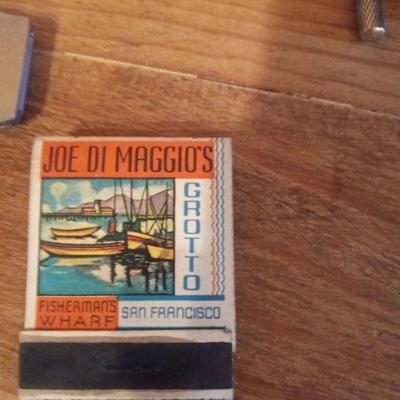 JOE DI MAGGIO'S
GROTTO
FISHERMAN'S
WHARF
SAN FRANCISCO